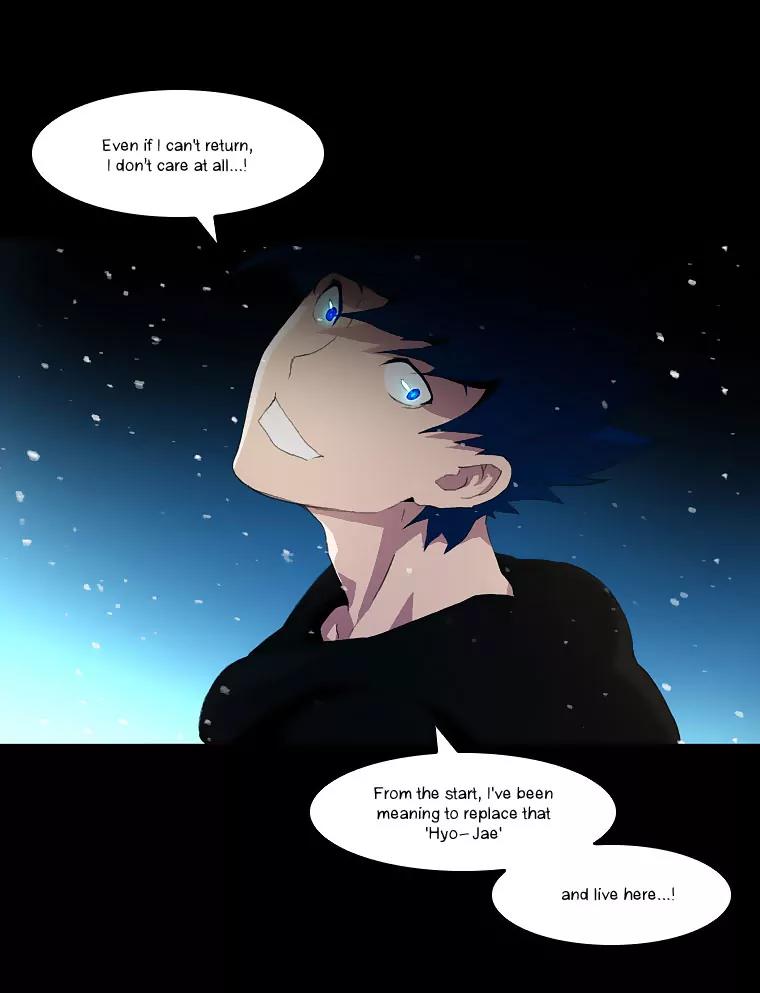 Even if I can't return,
I don't care at all...!
From the start, I've been
meaning to replace that
'Hyo-Jae'
and live here...!